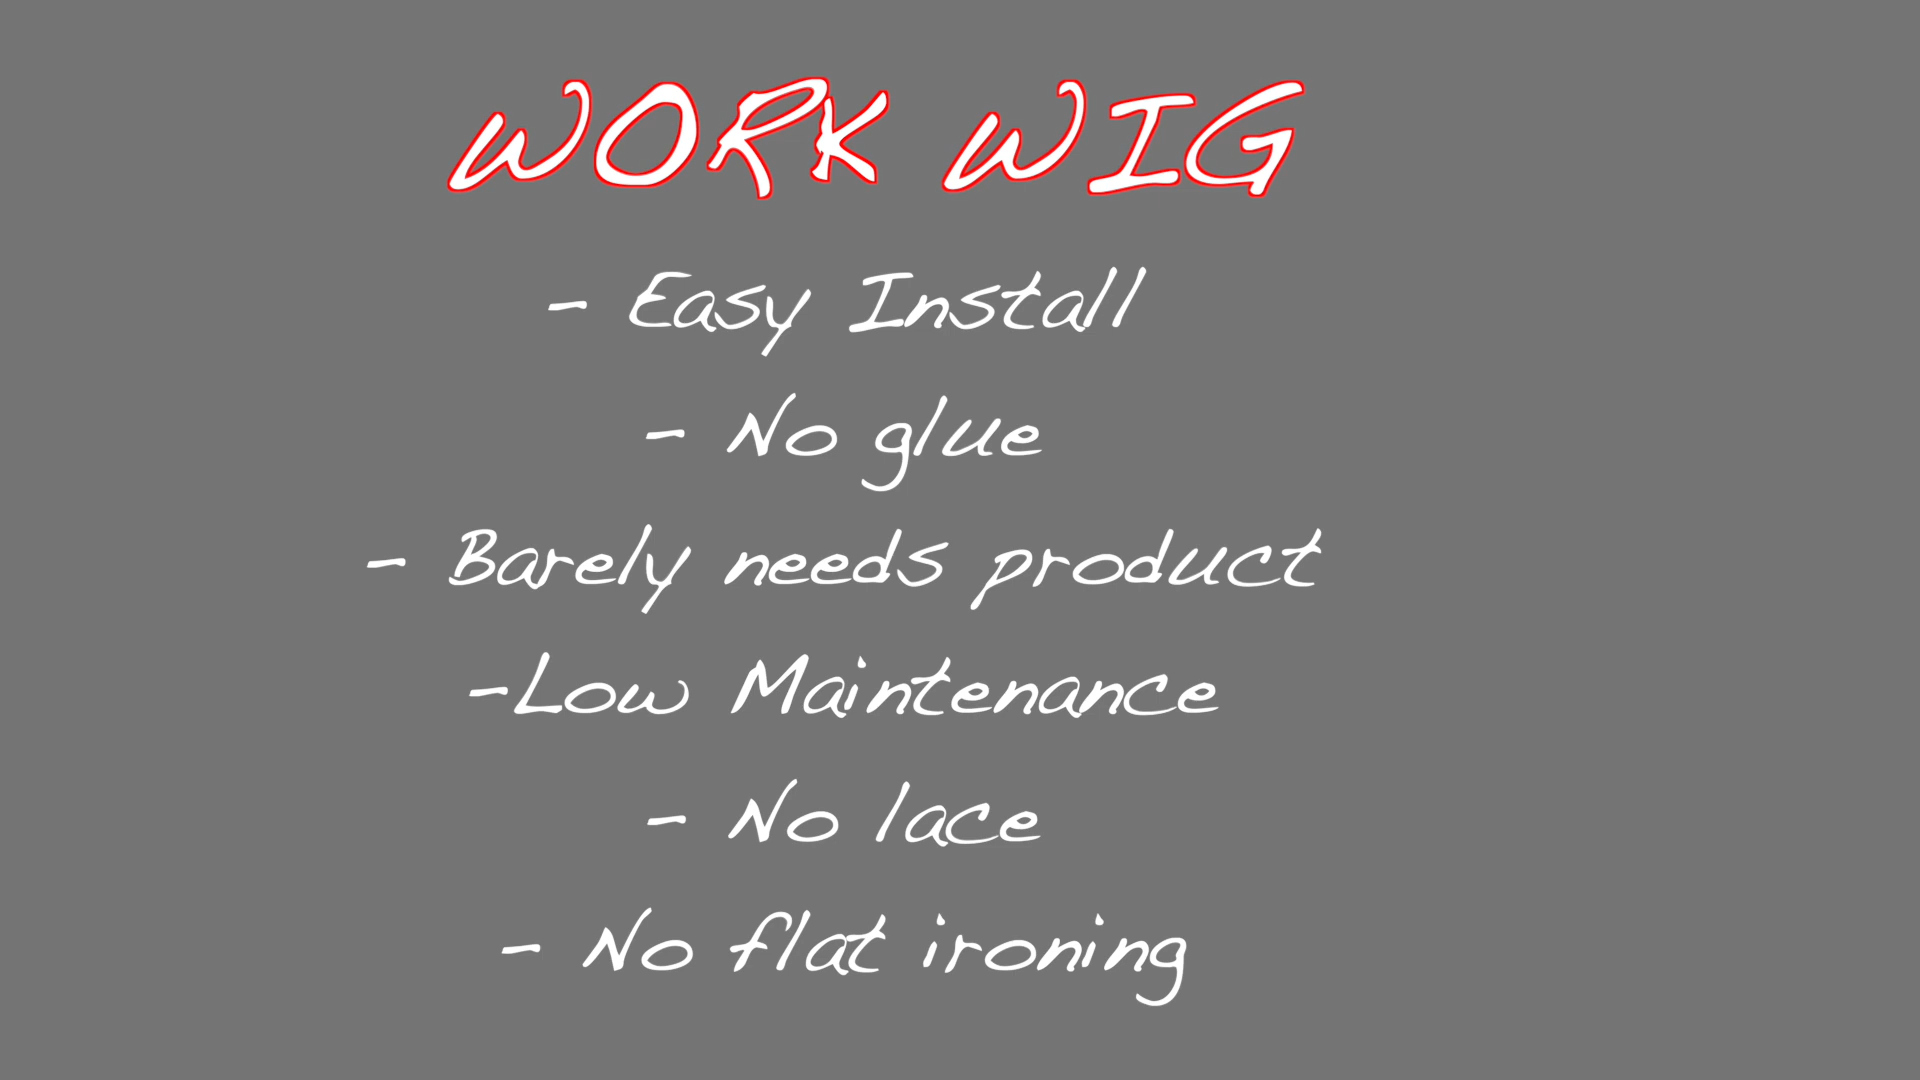 WORK WIG
- Easy Install
- No glue
- Barely needs product
-Low Maintenance
- No lace
- No flat ironing